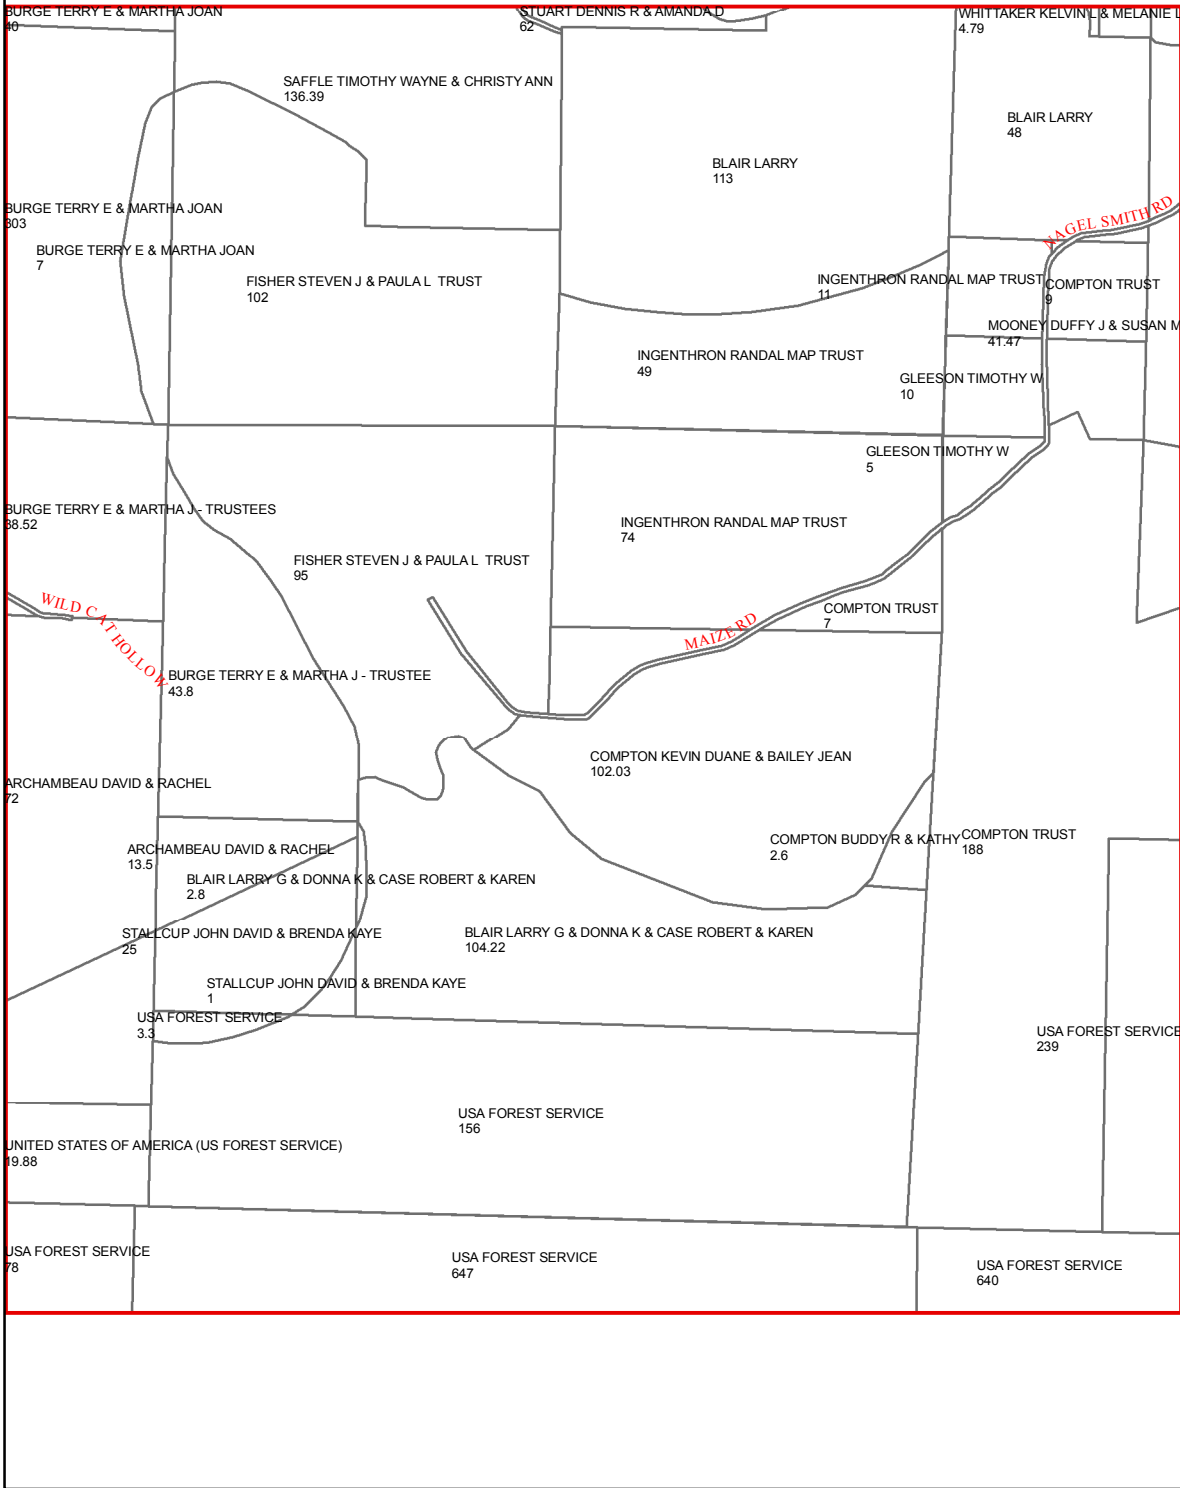 BURGE TERRY E & MARTHA JOAN
40
STUART DENNIS R & AMANDA D
62
WHITTAKER KELVIN L & MELANIE L
4.79
SAFFLE TIMOTHY WAYNE & CHRISTY ANN
136.39
BLAIR LARRY
48
BLAIR LARRY
113
BURGE TERRY E & MARTHA JOAN
303
NAGEL SMITH RD
BURGE TERRY E & MARTHA JOAN
7
FISHER STEVEN J & PAULA L TRUST
102
INGENTHRON RANDAL MAP TRUST
11
COMPTON TRUST
9
MOONEY DUFFY J & SUSAN M
41.47
INGENTHRON RANDAL MAP TRUST
49
GLEESON TIMOTHY W
10
GLEESON TIMOTHY W
5
BURGE TERRY E & MARTHA J - TRUSTEES
38.52
INGENTHRON RANDAL MAP TRUST
74
FISHER STEVEN J & PAULA L TRUST
95
WILD CAT HOLLOW
COMPTON TRUST
7
MAIZE RD
BURGE TERRY E & MARTHA J - TRUSTEE
43.8
COMPTON KEVIN DUANE & BAILEY JEAN
102.03
ARCHAMBEAU DAVID & RACHEL
72
COMPTON BUDDY R & KATHY
2.6
COMPTON TRUST
188
ARCHAMBEAU DAVID & RACHEL
13.5
BLAIR LARRY G & DONNA K & CASE ROBERT & KAREN
2.8
STALLCUP JOHN DAVID & BRENDA KAYE
25
BLAIR LARRY G & DONNA K & CASE ROBERT & KAREN
104.22
STALLCUP JOHN DAVID & BRENDA KAYE
1
USA FOREST SERVICE
3.3
USA FOREST SERVICE
239
USA FOREST SERVICE
156
UNITED STATES OF AMERICA (US FOREST SERVICE)
19.88
USA FOREST SERVICE
78
USA FOREST SERVICE
647
USA FOREST SERVICE
640